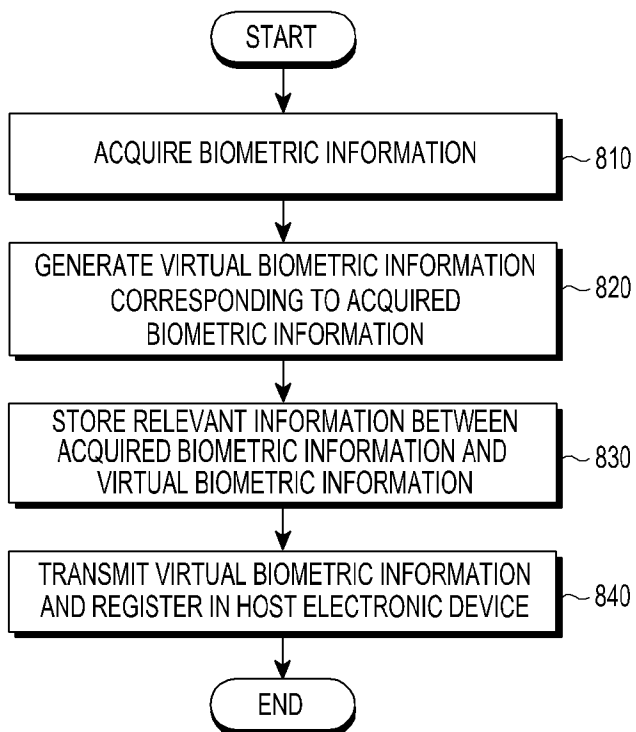 START
ACQUIRE BIOMETRIC INFORMATION
810
GENERATE VIRTUAL BIOMETRIC INFORMATION
CORRESPONDING TO ACQUIRED
BIOMETRIC INFORMATION
820
STORE RELEVANT INFORMATION BETWEEN
ACQUIRED BIOMETRIC INFORMATION AND
VIRTUAL BIOMETRIC INFORMATION
830
TRANSMIT VIRTUAL BIOMETRIC INFORMATION
AND REGISTER IN HOST ELECTRONIC DEVICE
840
END